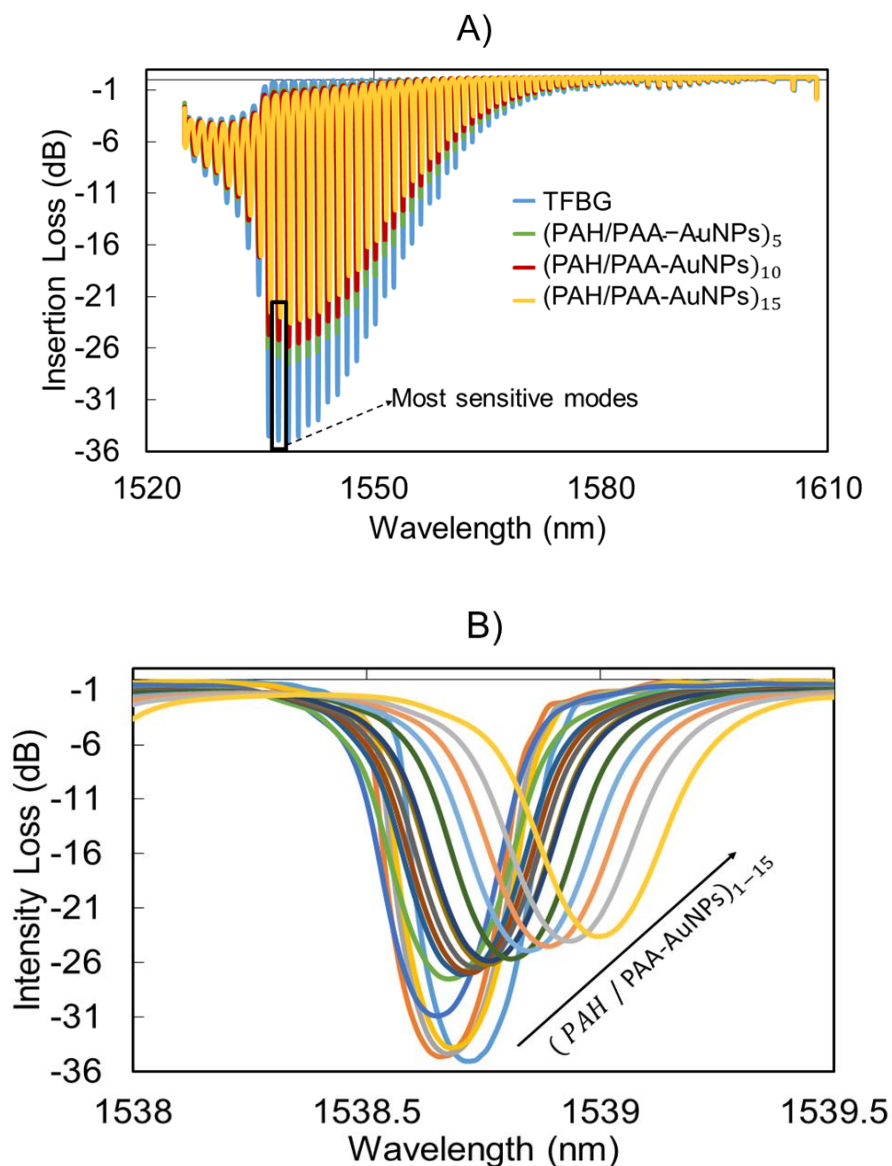 A)
-1
-6
-11
-16
-21
-26
-31
-36
Insertion Loss (dB)
TFBG
(PAH/PAA−AuNPs)₅
(PAH/PAA-AuNPs)₁₀
(PAH/PAA-AuNPs)₁₅
Most sensitive modes
1520 1550 1580 1610
Wavelength (nm)
B)
-1
-6
-11
-16
-21
-26
-31
-36
Intensity Loss (dB)
(PAH / PAA-AuNPs)₁₋₁₅
1538 1538.5 1539 1539.5
Wavelength (nm)